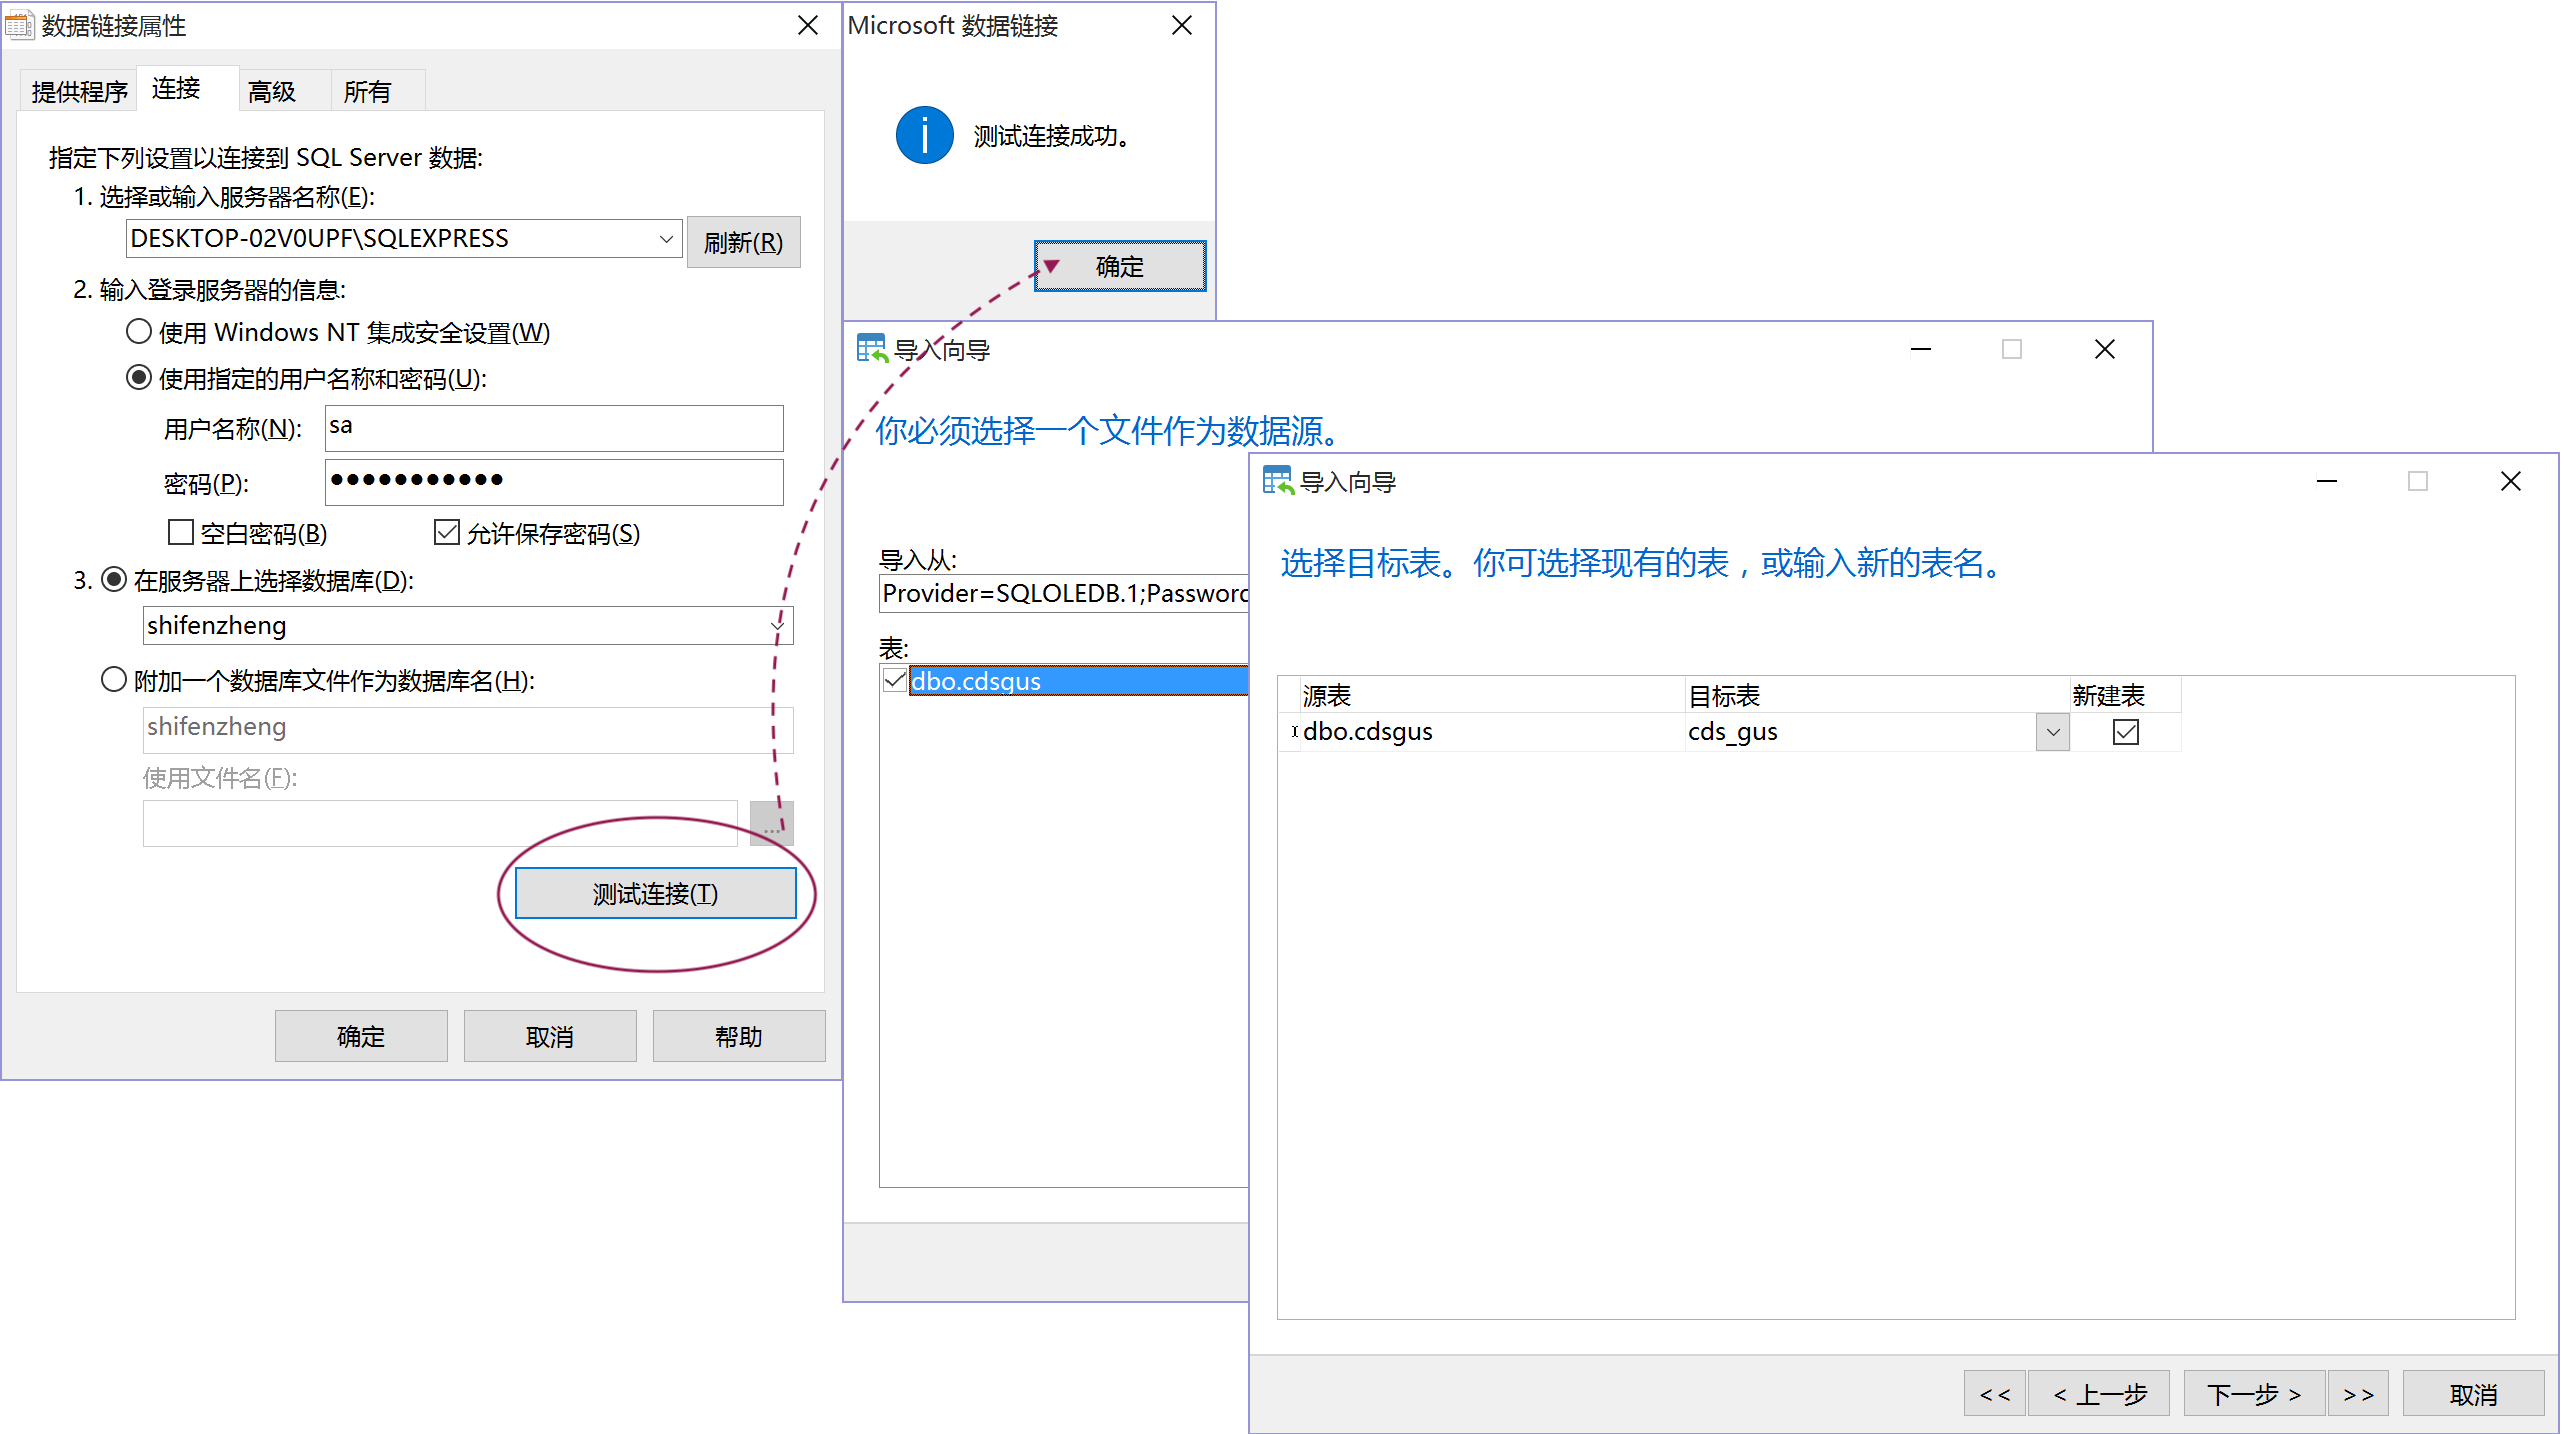 数据链接属性
提供程序 连接 高级 所有
指定下列设置以连接到 SQL Server 数据:
1. 选择或输入服务器名称(E):
DESKTOP-02V0UPF\SQLEXPRESS 刷新(R)
2. 输入登录服务器的信息:
使用 Windows NT 集成安全设置(W)
使用指定的用户名称和密码(U):
用户名称(N): sa
密码(P): ●●●●●●●●●●●
空白密码(B) 允许保存密码(S)
3. 在服务器上选择数据库(D):
shifenzheng
附加一个数据库文件作为数据库名(H):
shifenzheng
使用文件名(F):
...
测试连接(T)
确定 取消 帮助
Microsoft 数据链接
测试连接成功。
确定
导入向导
你必须选择一个文件作为数据源。
导入从:
Provider=SQLOLEDB.1;Password
表:
dbo.cdsgus
导入向导
选择目标表。你可选择现有的表，或输入新的表名。
源表 目标表 新建表
dbo.cdsgus cds_gus
<< < 上一步 下一步 > >> 取消